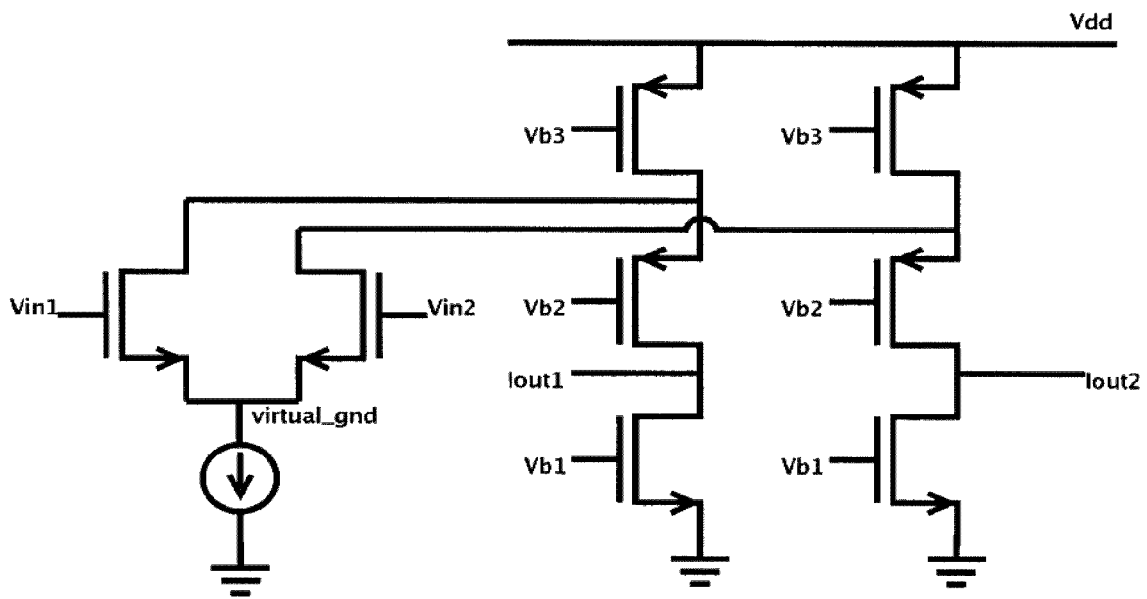 Vdd
Vb3
Vb3
Vin1
Vin2
Vb2
Vb2
Iout1
Iout2
virtual_gnd
Vb1
Vb1